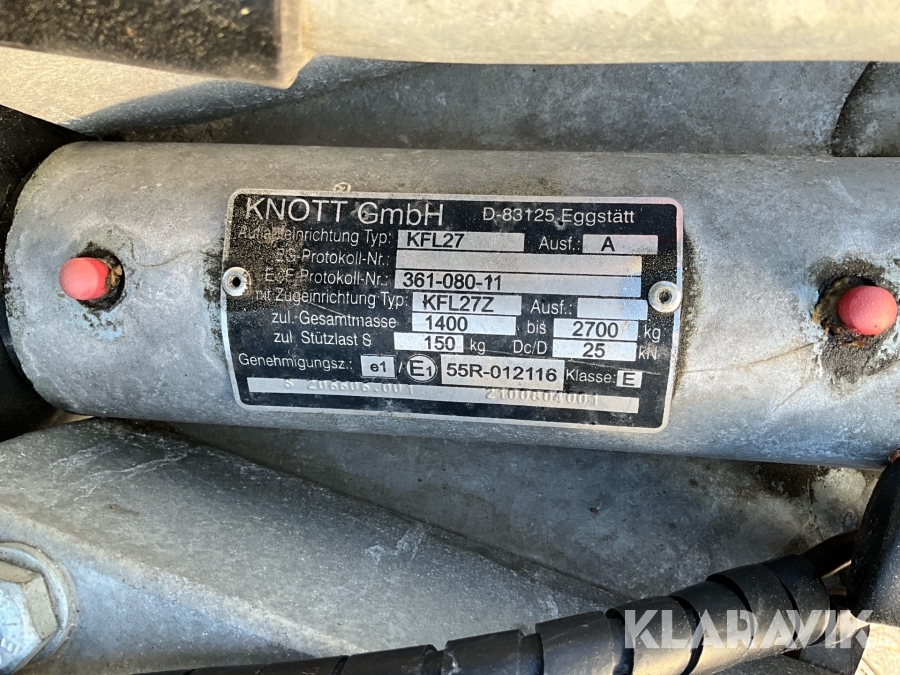 KNOTT GmbH D-83125 Eggstätt
Auflaufeinrichtung Typ: KFL27 Ausf.: A
EG-Protokoll-Nr.:
ECE-Protokoll-Nr.: 361-080-11
mit Zugeinrichtung Typ: KFL27Z Ausf.:
zul. Gesamtmasse 1400 bis 2700 kg
zul Stützlast S 150 kg Dc/D 25 kN
Genehmigungsz.: e1 / E1 55R-012116 Klasse: E
2100804001
KLARAVIK